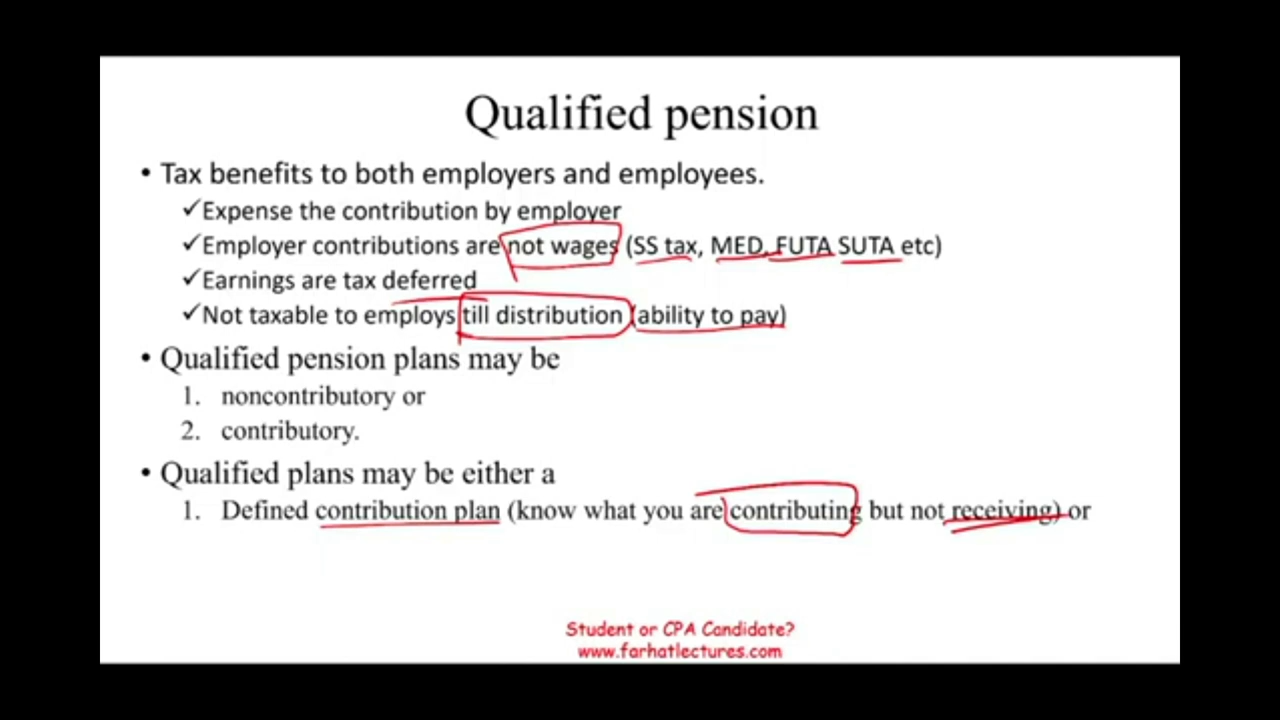 Qualified pension
• Tax benefits to both employers and employees.
✓Expense the contribution by employer
✓Employer contributions are not wages (SS tax, MED, FUTA SUTA etc)
✓Earnings are tax deferred
✓Not taxable to employs till distribution (ability to pay)
• Qualified pension plans may be
1. noncontributory or
2. contributory.
• Qualified plans may be either a
1. Defined contribution plan (know what you are contributing but not receiving) or
Student or CPA Candidate?
www.farhatlectures.com